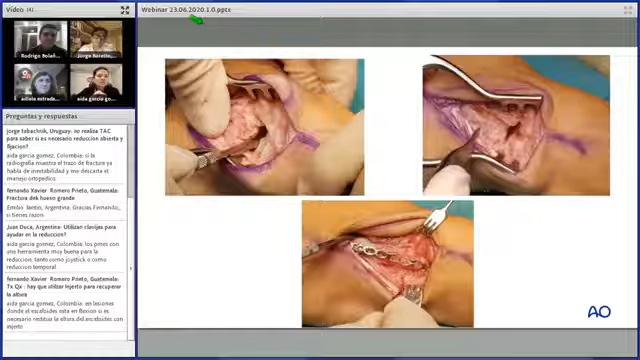 Video (4)
Webinar 23.06.2020.1.0.pptx
Rodrigo Bolañ...
Jorge Barotto,...
aida garcia go...
Preguntas y respuestas
jorge tabachnik, Uruguay: no realiza TAC
para saber si es necesario reduccion abierta y
fijacion?
aida garcia gomez, Colombia: si la
radiografia muestra el trazo de fractura ya
habla de inestabilidad y me descarta el
manejo ortopedico
fernando Xavier Romero Prieto, Guatemala:
Fractura del hueso grande
Argentina. Gracias Fernando,
si tienes razon
Juan Doca, Argentina: Utilizan clavijas para
ayudar en la reduccion?
aida garcia gomez, Colombia: los pines son
una herramienta muy buena para la
reduccion, tanto como joystick o como
reduccion temporal
fernando Xavier Romero Prieto, Guatemala:
Tx Qx : hay que utilizar injerto para recuperar
la altura
aida garcia gomez, Colombia: en lesiones
donde el escafoides esta en flexion si es
necesario restituir la altura del escafoides con
injerto
AO